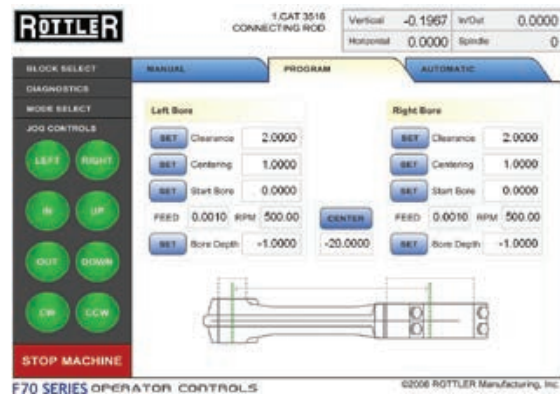 ROTTLER
1.CAT 3516
CONNECTING ROD
Vertical -0.1967 In/Out 0.0000
Horizontal 0.0000 Spindle 0
BLOCK SELECT
DIAGNOSTICS
MODE SELECT
JOG CONTROLS
MANUAL PROGRAM AUTOMATIC
Left Bore Right Bore
SET Clearance 2.0000 SET Clearance 2.0000
SET Centering 1.0000 SET Centering 1.0000
SET Start Bore 0.0000 SET Start Bore 0.0000
FEED 0.0010 RPM 500.00 CENTER FEED 0.0010 RPM 500.00
SET Bore Depth -1.0000 -20.0000 SET Bore Depth -1.0000
LEFT RIGHT
IN UP
OUT DOWN
CW CCW
STOP MACHINE
F70 SERIES OPERATOR CONTROLS
©2008 ROTTLER Manufacturing, Inc.